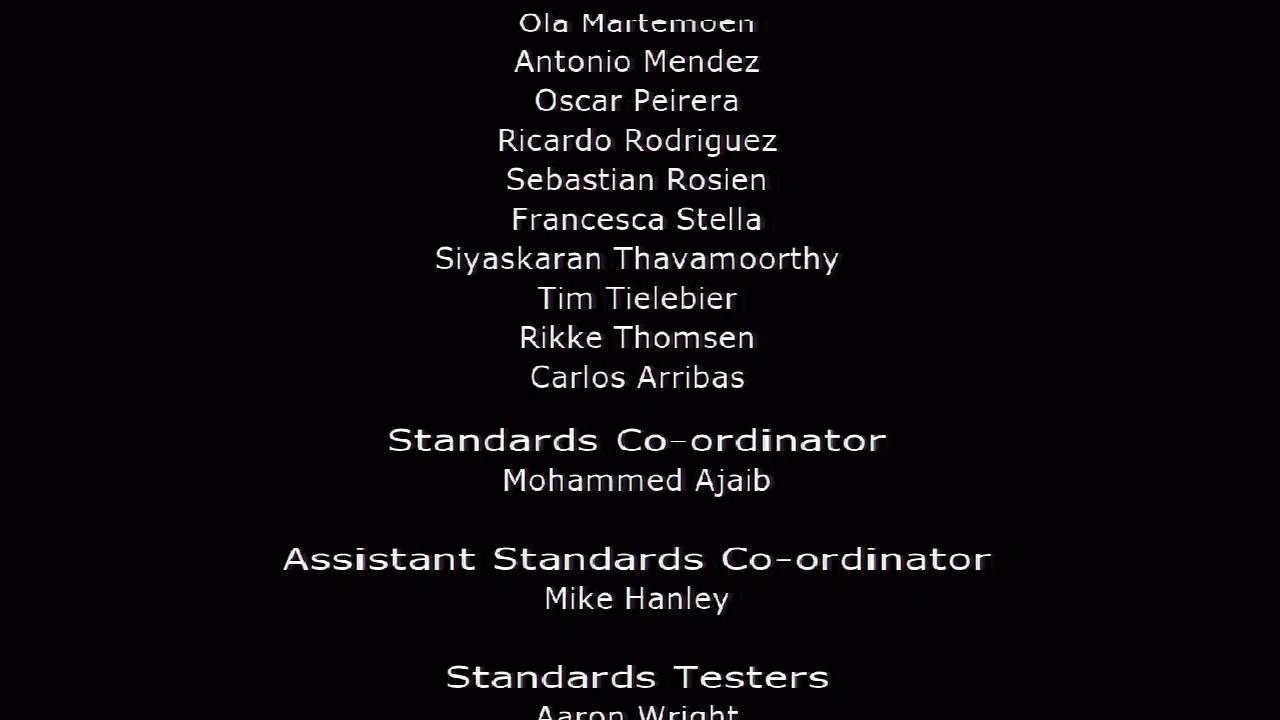 Ola Martemoen
Antonio Mendez
Oscar Peirera
Ricardo Rodriguez
Sebastian Rosien
Francesca Stella
Siyaskaran Thavamoorthy
Tim Tielebier
Rikke Thomsen
Carlos Arribas
Standards Co-ordinator
Mohammed Ajaib
Assistant Standards Co-ordinator
Mike Hanley
Standards Testers
Aaron Wright